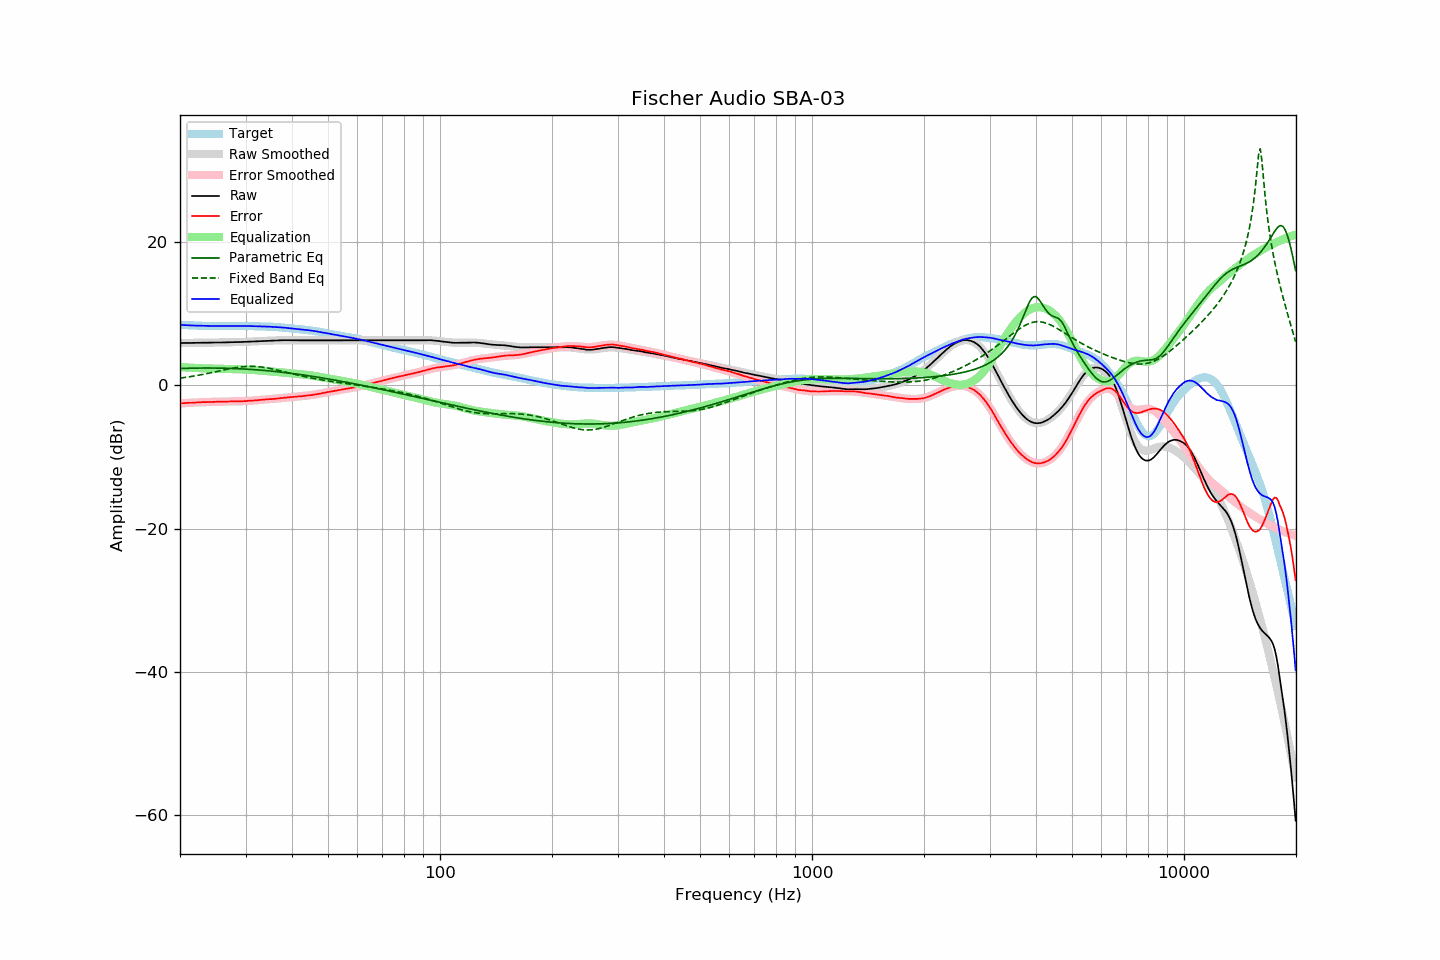 Fischer Audio SBA-03
Target
Raw Smoothed
Error Smoothed
Raw
Error
Equalization
Parametric Eq
Fixed Band Eq
Equalized
20
0
−20
−40
−60
Amplitude (dBr)
100
1000
10000
Frequency (Hz)